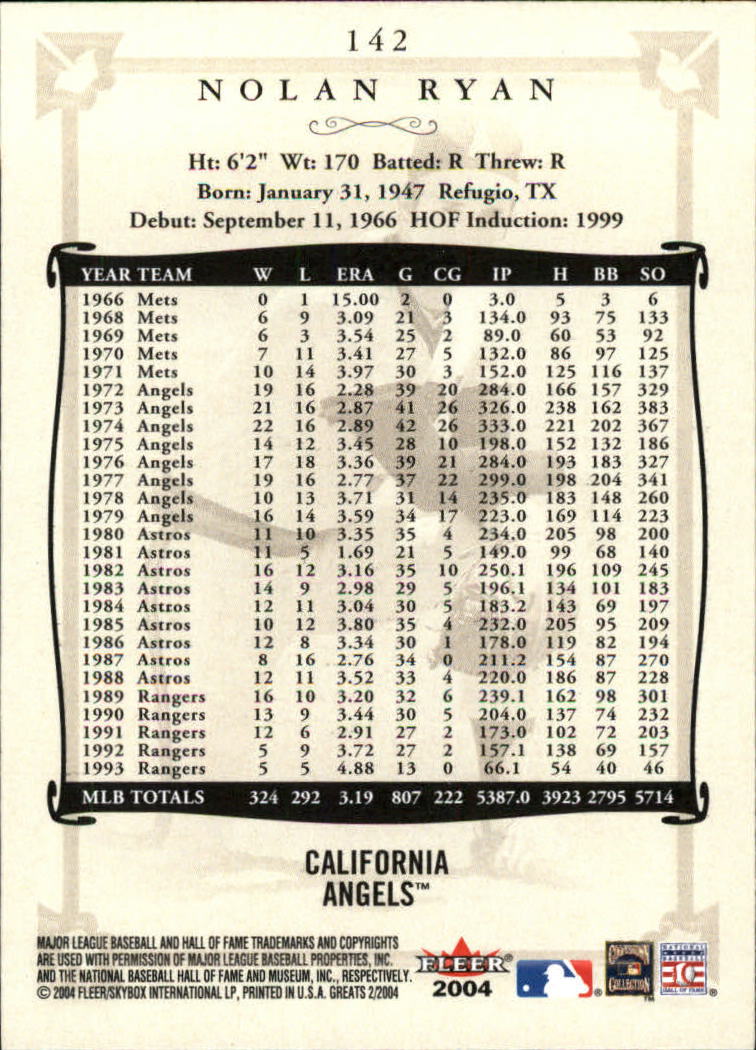 142
NOLAN RYAN
Ht: 6'2" Wt: 170 Batted: R Threw: R
Born: January 31, 1947 Refugio, TX
Debut: September 11, 1966 HOF Induction: 1999
YEAR TEAM W L ERA G CG IP H BB SO
1966 Mets 0 1 15.00 2 0 3.0 5 3 6
1968 Mets 6 9 3.09 21 3 134.0 93 75 133
1969 Mets 6 3 3.54 25 2 89.0 60 53 92
1970 Mets 7 11 3.41 27 5 132.0 86 97 125
1971 Mets 10 14 3.97 30 3 152.0 125 116 137
1972 Angels 19 16 2.28 39 20 284.0 166 157 329
1973 Angels 21 16 2.87 41 26 326.0 238 162 383
1974 Angels 22 16 2.89 42 26 333.0 221 202 367
1975 Angels 14 12 3.45 28 10 198.0 152 132 186
1976 Angels 17 18 3.36 39 21 284.0 193 183 327
1977 Angels 19 16 2.77 37 22 299.0 198 204 341
1978 Angels 10 13 3.71 31 14 235.0 183 148 260
1979 Angels 16 14 3.59 34 17 223.0 169 114 223
1980 Astros 11 10 3.35 35 4 234.0 205 98 200
1981 Astros 11 5 1.69 21 5 149.0 99 68 140
1982 Astros 16 12 3.16 35 10 250.1 196 109 245
1983 Astros 14 9 2.98 29 5 196.1 134 101 183
1984 Astros 12 11 3.04 30 5 183.2 143 69 197
1985 Astros 10 12 3.80 35 4 232.0 205 95 209
1986 Astros 12 8 3.34 30 1 178.0 119 82 194
1987 Astros 8 16 2.76 34 0 211.2 154 87 270
1988 Astros 12 11 3.52 33 4 220.0 186 87 228
1989 Rangers 16 10 3.20 32 6 239.1 162 98 301
1990 Rangers 13 9 3.44 30 5 204.0 137 74 232
1991 Rangers 12 6 2.91 27 2 173.0 102 72 203
1992 Rangers 5 9 3.72 27 2 157.1 138 69 157
1993 Rangers 5 5 4.88 13 0 66.1 54 40 46
MLB TOTALS 324 292 3.19 807 222 5387.0 3923 2795 5714
CALIFORNIA
ANGELS™
MAJOR LEAGUE BASEBALL AND HALL OF FAME TRADEMARKS AND COPYRIGHTS
ARE USED WITH PERMISSION OF MAJOR LEAGUE BASEBALL PROPERTIES, INC.
AND THE NATIONAL BASEBALL HALL OF FAME AND MUSEUM, INC., RESPECTIVELY.
© 2004 FLEER/SKYBOX INTERNATIONAL LP, PRINTED IN U.S.A. GREATS 2/2004
FLEER®
2004
®
COLLECTION
™
NATIONAL
BASEBALL
HALL OF FAME
®